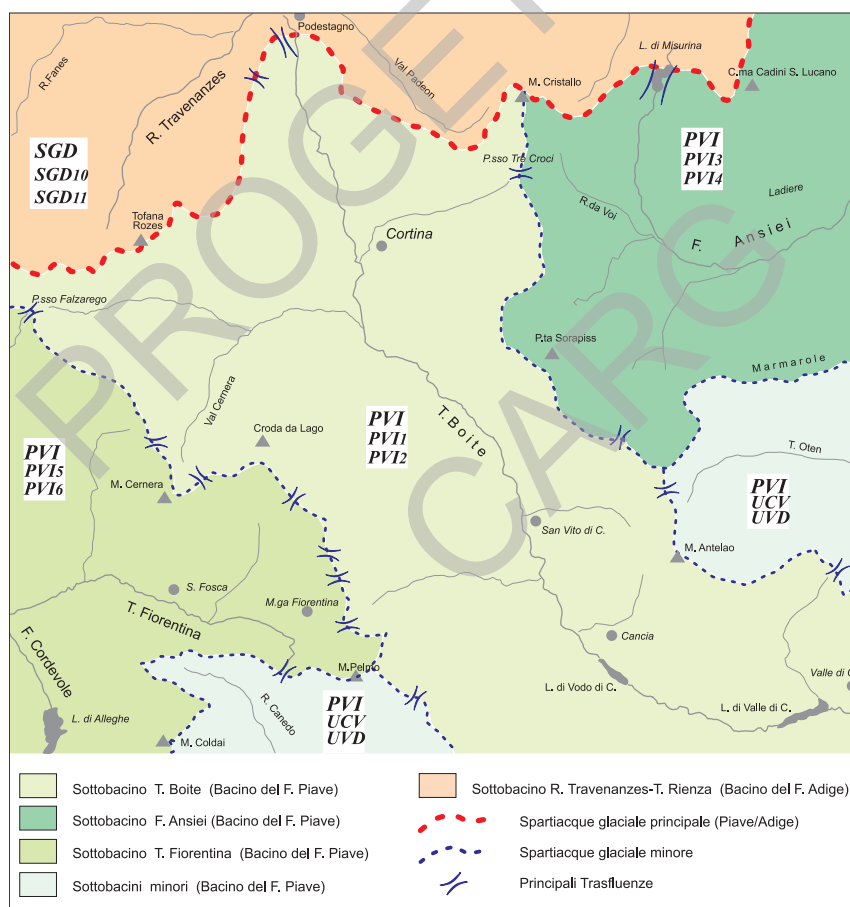 Podestagno
L. di Misurina
R.Fanes
R. Travenanzes
Val Padeon
C.ma Cadini S. Lucano
M. Cristallo
SGD
SGD10
SGD11
PVI
PVI3
PVI4
P.sso Tre Croci
Ladiere
R.da Voi
Tofana
Rozes
Cortina
F. Ansiei
P.sso Falzarego
P.ta Sorapiss
Marmarole
Val Cernera
T. Boite
Croda da Lago
PVI
PVI1
PVI2
PVI
PVI5
PVI6
T. Oten
M. Cernera
PVI
UCV
UVD
San Vito di C.
M. Antelao
S. Fosca
M.ga Fiorentina
T. Fiorentina
Cancia
F. Cordevole
M.Pelmo
Valle di C
L. di Vodo di C.
R. Canedo
PVI
UCV
UVD
L. di Valle di C.
L. di Alleghe
M. Coldai
PROGETTO
CARG
Sottobacino T. Boite (Bacino del F. Piave)
Sottobacino F. Ansiei (Bacino del F. Piave)
Sottobacino T. Fiorentina (Bacino del F. Piave)
Sottobacini minori (Bacino del F. Piave)
Sottobacino R. Travenanzes-T. Rienza (Bacino del F. Adige)
Spartiacque glaciale principale (Piave/Adige)
Spartiacque glaciale minore
Principali Trasfluenze